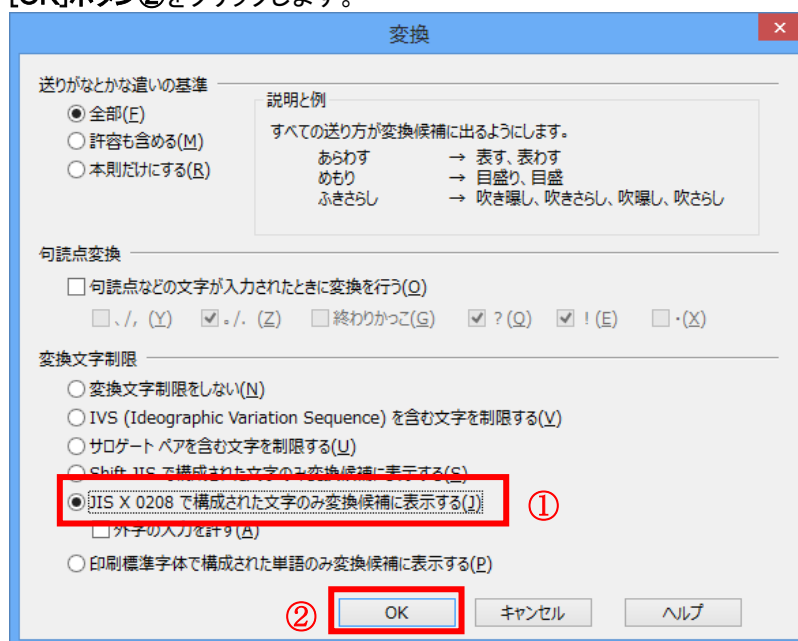 [OK]ボタン②をクリックします。
変換
送りがなとかな遣いの基準
全部(F)
許容も含める(M)
本則だけにする(R)
説明と例
すべての送り方が変換候補に出るようにします。
あらわす → 表す、表わす
めもり → 目盛り、目盛
ふきさらし → 吹き曝し、吹きさらし、吹曝し、吹さらし
句読点変換
句読点などの文字が入力されたときに変換を行う(O)
、/, (Y) 。/. (Z) 終わりかっこ(G) ? (Q) ! (E) ・(X)
変換文字制限
変換文字制限をしない(N)
IVS (Ideographic Variation Sequence) を含む文字を制限する(V)
サロゲート ペアを含む文字を制限する(U)
Shift JIS で構成された文字のみ変換候補に表示する(S)
JIS X 0208 で構成された文字のみ変換候補に表示する(J) ①
外字の入力を許す(A)
印刷標準字体で構成された単語のみ変換候補に表示する(P)
② OK キャンセル ヘルプ